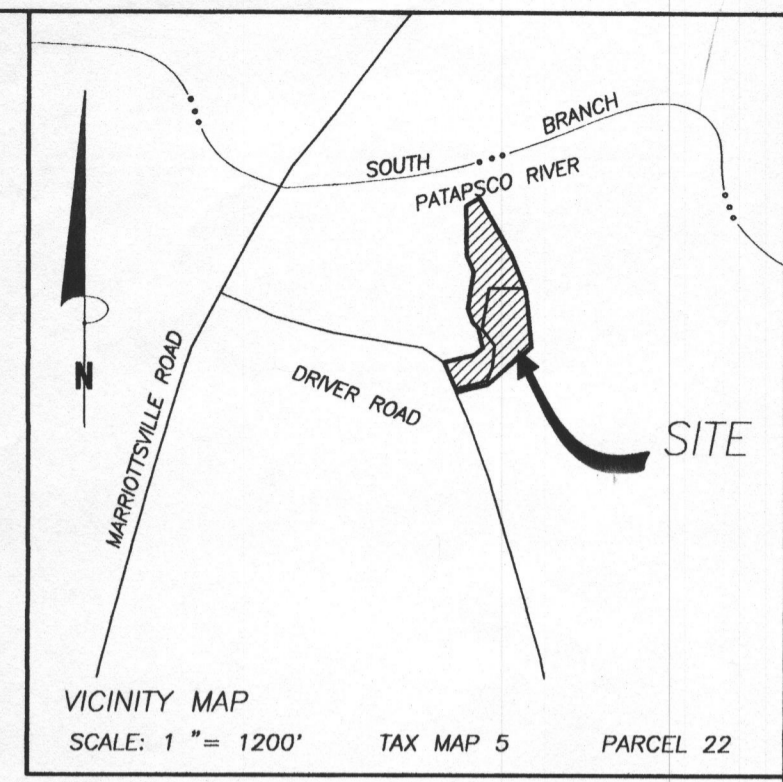 SOUTH
BRANCH
PATAPSCO RIVER
MARRIOTTSVILLE ROAD
DRIVER ROAD
SITE
N
VICINITY MAP
SCALE: 1 "= 1200' TAX MAP 5 PARCEL 22